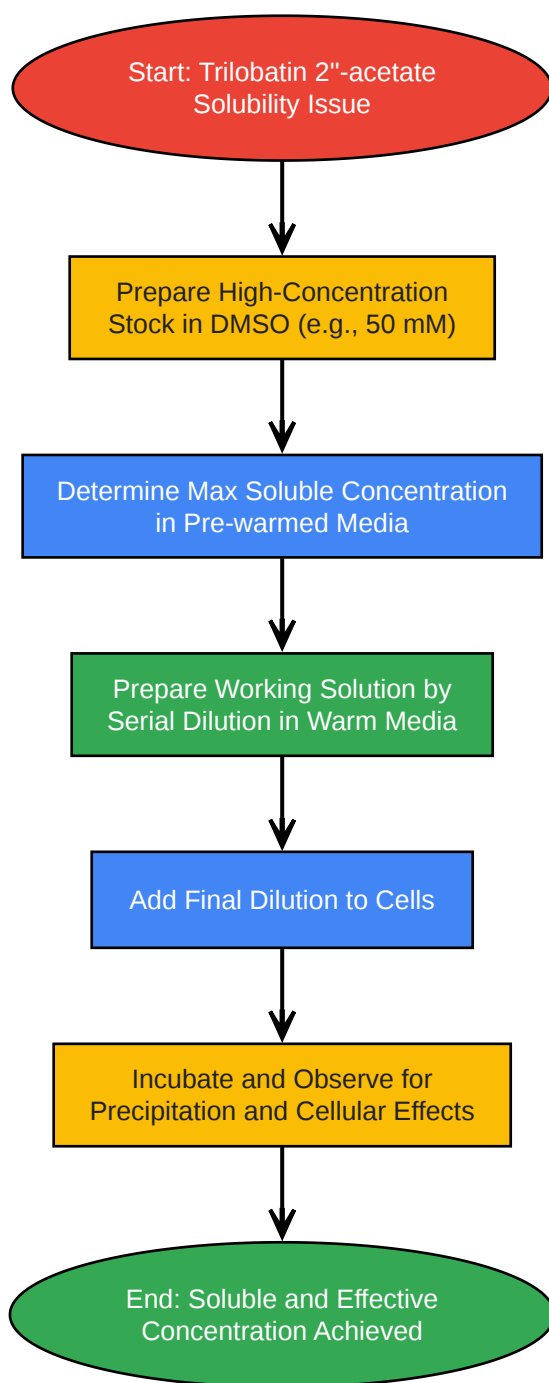 Start: Trilobatin 2"-acetate
Solubility Issue
Prepare High-Concentration
Stock in DMSO (e.g., 50 mM)
Determine Max Soluble Concentration
in Pre-warmed Media
Prepare Working Solution by
Serial Dilution in Warm Media
Add Final Dilution to Cells
Incubate and Observe for
Precipitation and Cellular Effects
End: Soluble and Effective
Concentration Achieved